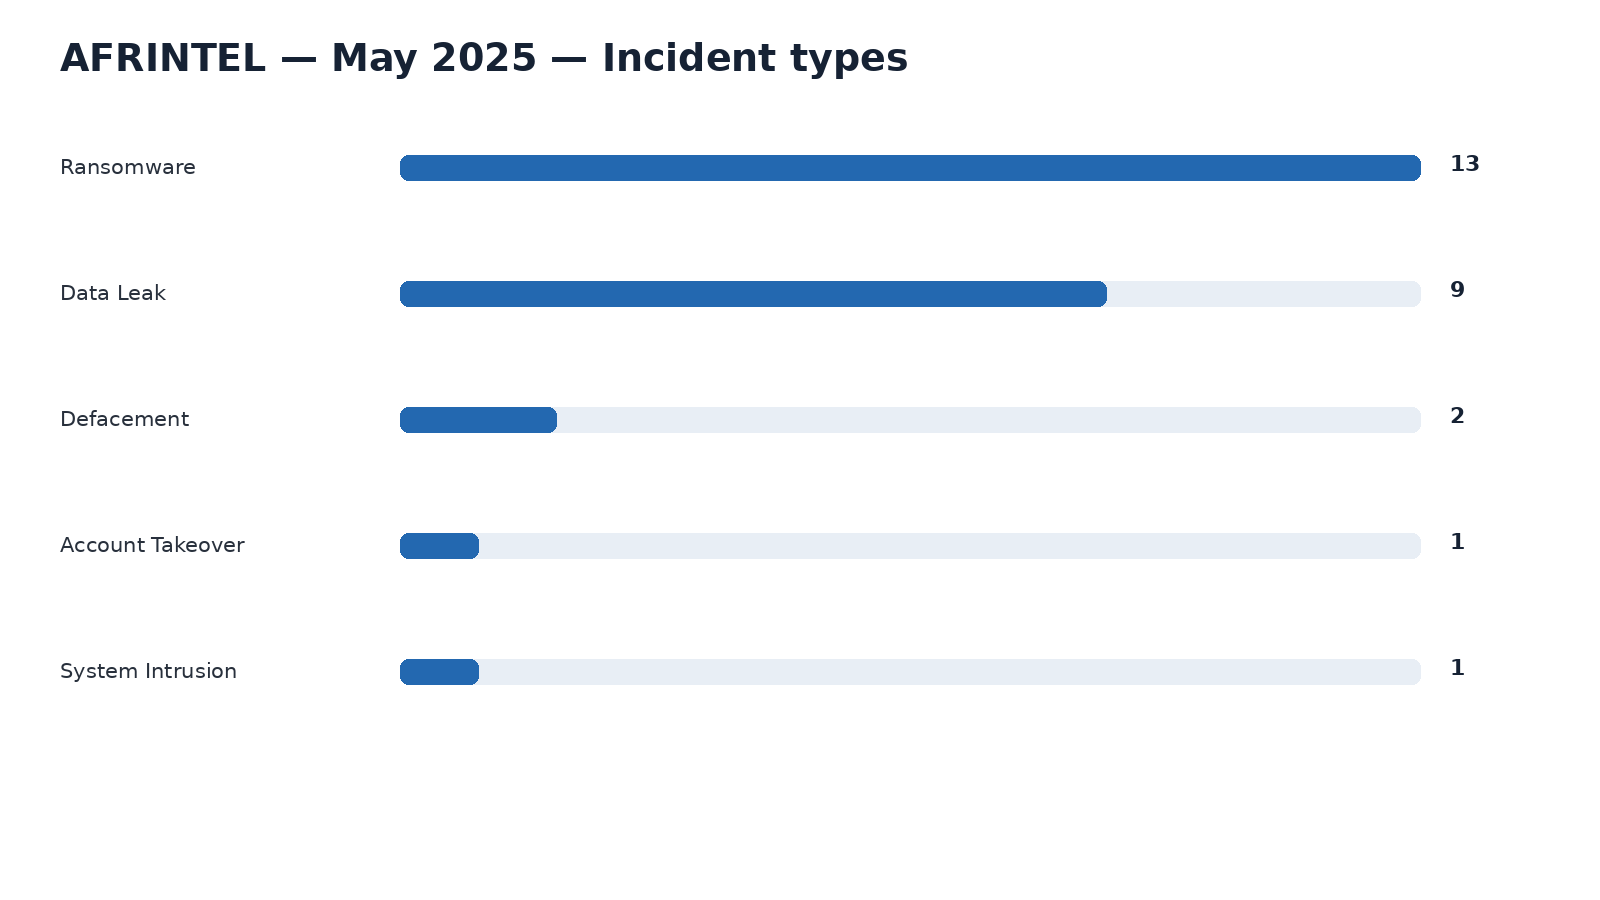 AFRINTEL — May 2025 — Incident types
Ransomware 13
Data Leak 9
Defacement 2
Account Takeover 1
System Intrusion 1